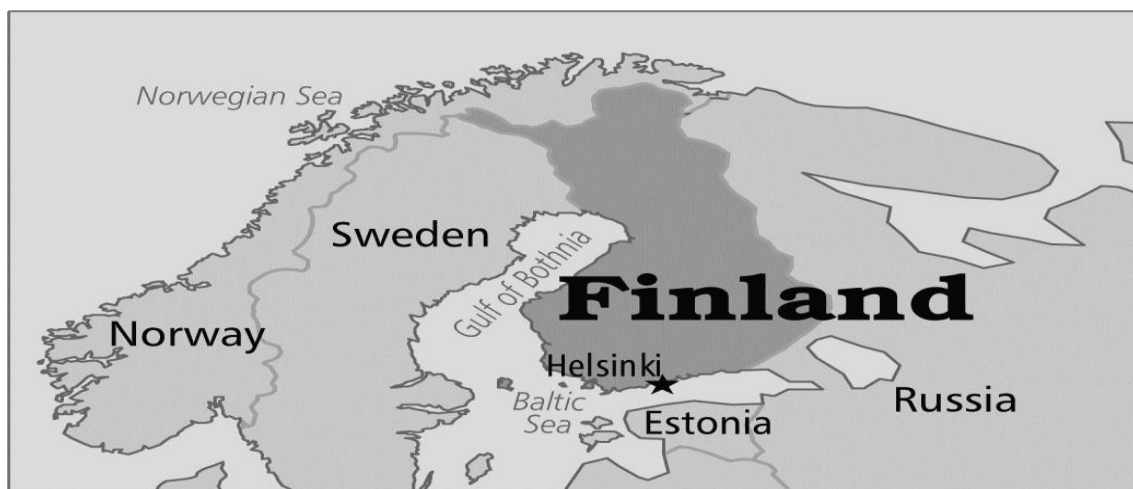 Norwegian Sea
Sweden
Gulf of Bothnia
Finland
Norway
Helsinki
Baltic
Sea
Estonia
Russia